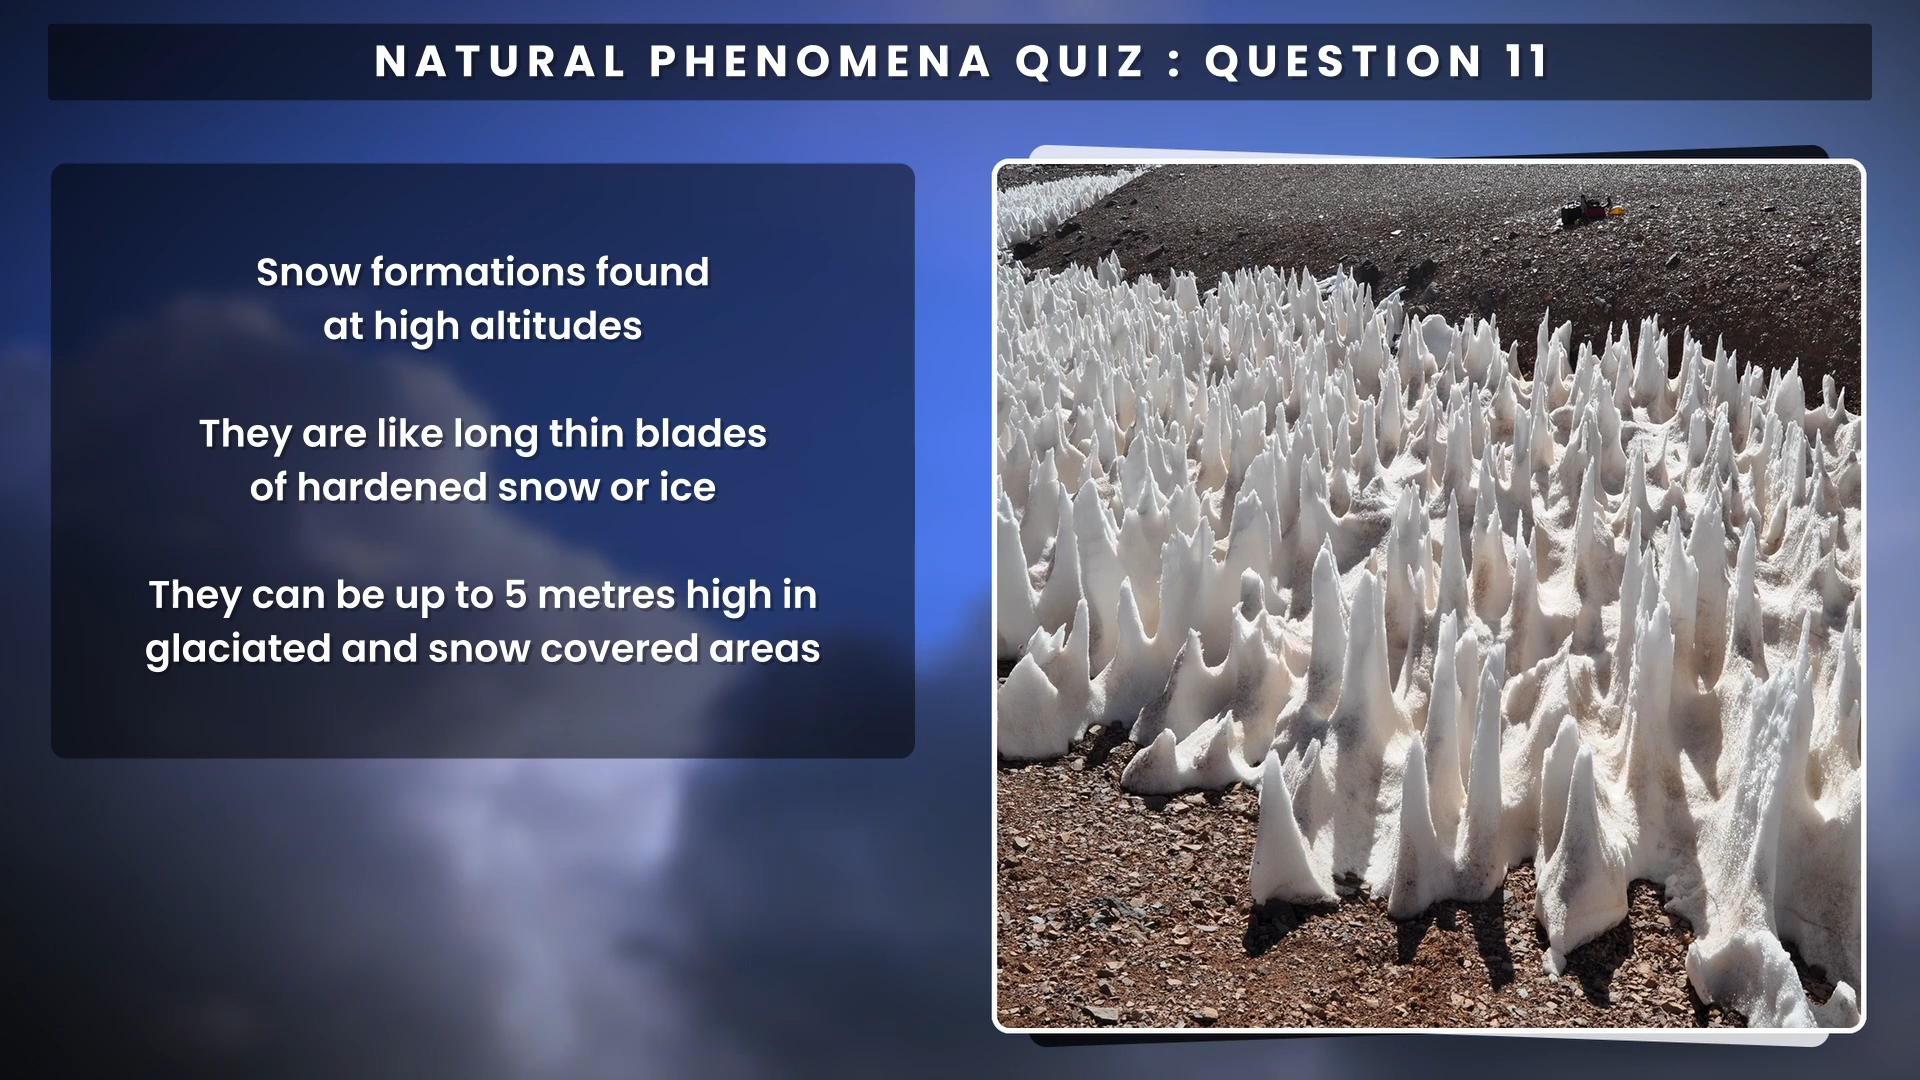 NATURAL PHENOMENA QUIZ : QUESTION 11
Snow formations found
at high altitudes
They are like long thin blades
of hardened snow or ice
They can be up to 5 metres high in
glaciated and snow covered areas